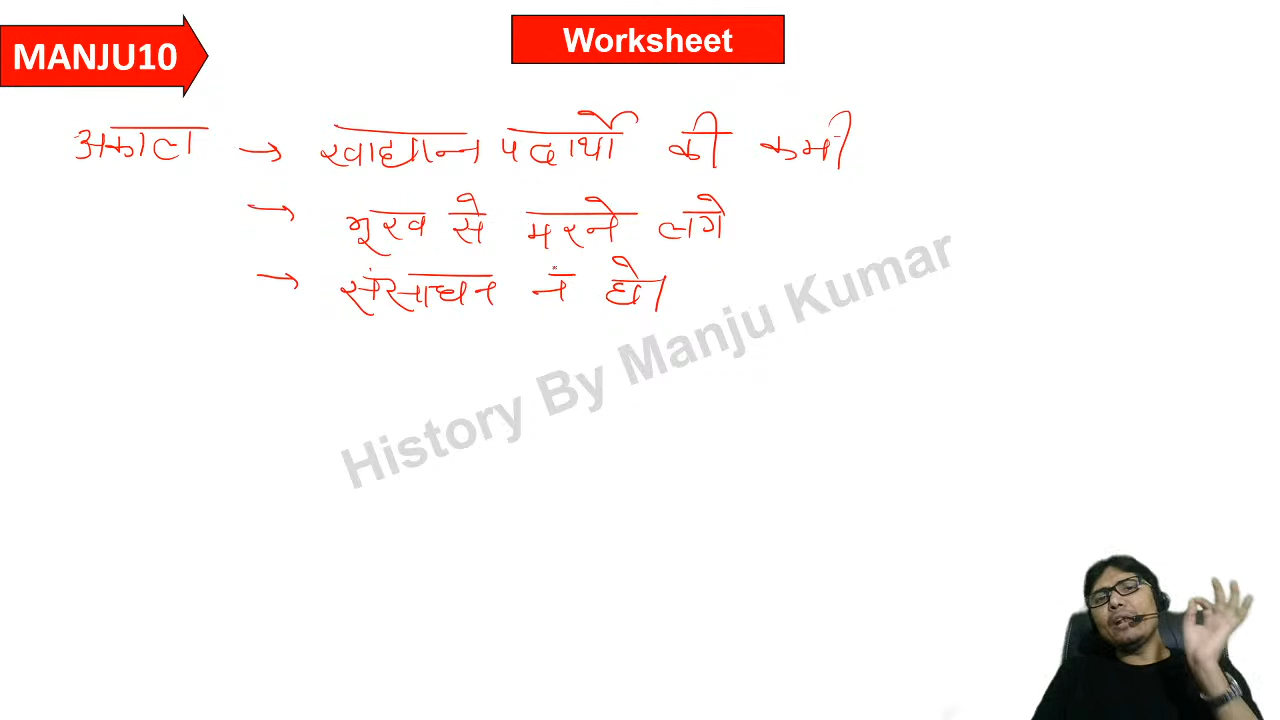 MANJU10
Worksheet
अकाल → खाद्यान्न पदार्थो की कमी
→ भूख से मरने लगे
→ संसाधन न हो।
History By Manju Kumar